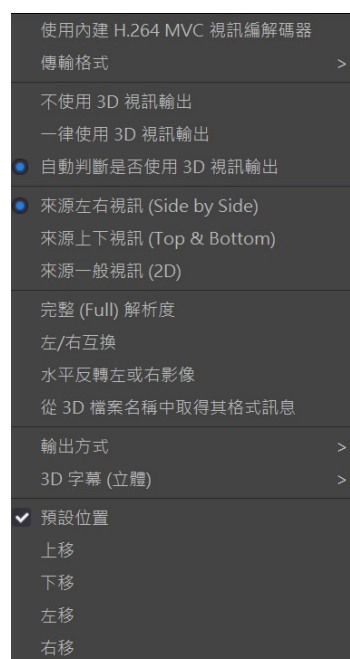 使用內建 H.264 MVC 視訊編解碼器
傳輸格式 >
不使用 3D 視訊輸出
一律使用 3D 視訊輸出
自動判斷是否使用 3D 視訊輸出
來源左右視訊 (Side by Side)
來源上下視訊 (Top & Bottom)
來源一般視訊 (2D)
完整 (Full) 解析度
左/右互換
水平反轉左或右影像
從 3D 檔案名稱中取得其格式訊息
輸出方式 >
3D 字幕 (立體) >
預設位置
上移
下移
左移
右移